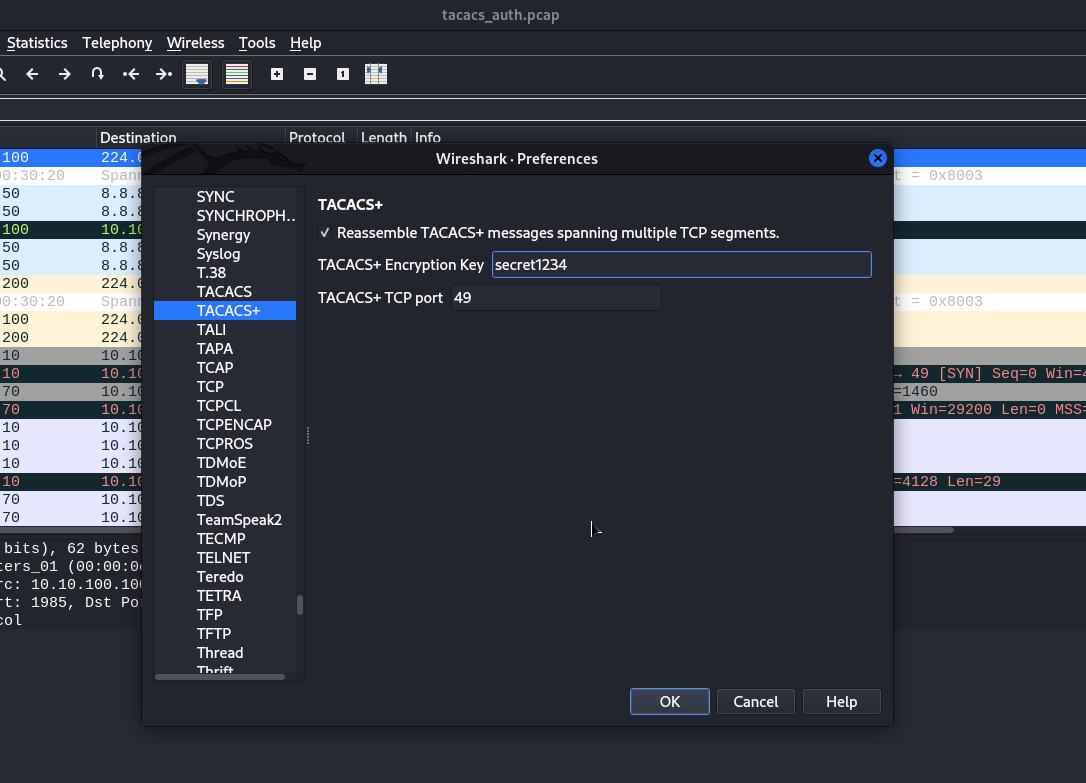 tacacs_auth.pcap
Statistics Telephony Wireless Tools Help
Destination Protocol Length Info
Wireshark · Preferences
100 224.0
00:30:20 Spann t = 0x8003
50 8.8.8
50 8.8.8
100 10.10
50 8.8.8
50 8.8.8
200 224.0
00:30:20 Spann t = 0x8003
100 224.0
200 224.0
10 10.10
10 10.10 → 49 [SYN] Seq=0 Win=4
70 10.10 =1460
70 10.10 1 Win=29200 Len=0 MSS=
10 10.10
10 10.10
10 10.10
10 10.10 =4128 Len=29
70 10.10
70 10.10
bits), 62 bytes
ters_01 (00:00:0
rc: 10.10.100.100
rt: 1985, Dst Po
col
SYNC
SYNCHROPH..
Synergy
Syslog
T.38
TACACS
TACACS+
TALI
TAPA
TCAP
TCP
TCPCL
TCPENCAP
TCPROS
TDMoE
TDMoP
TDS
TeamSpeak2
TECMP
TELNET
Teredo
TETRA
TFP
TFTP
Thread
Thrift
TACACS+
✓ Reassemble TACACS+ messages spanning multiple TCP segments.
TACACS+ Encryption Key secret1234
TACACS+ TCP port 49
OK Cancel Help